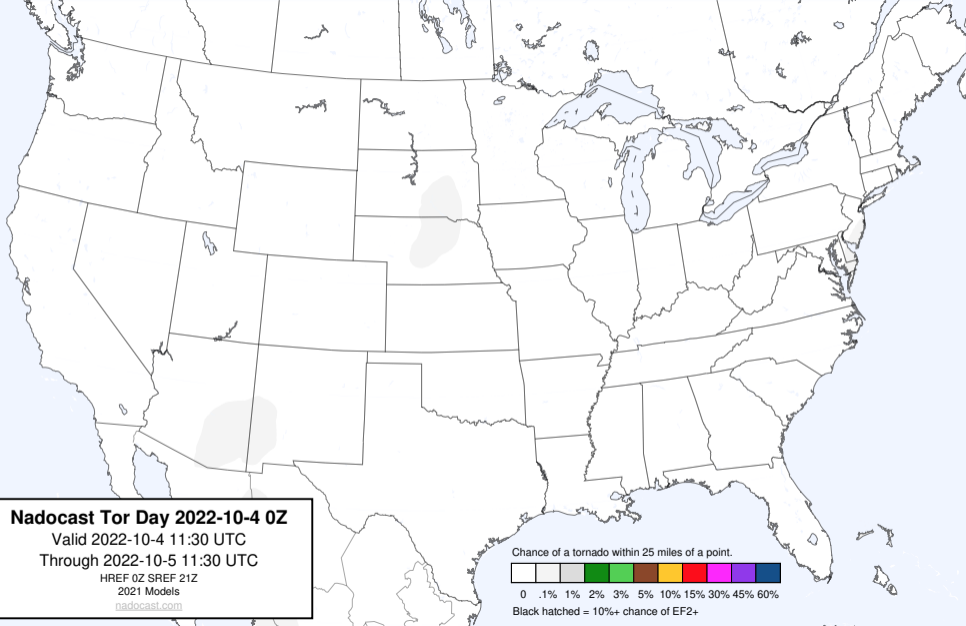 Nadocast Tor Day 2022-10-4 0Z
Valid 2022-10-4 11:30 UTC
Through 2022-10-5 11:30 UTC
HREF 0Z SREF 21Z
2021 Models
nadocast.com
Chance of a tornado within 25 miles of a point.
0 .1% 1% 2% 3% 5% 10% 15% 30% 45% 60%
Black hatched = 10%+ chance of EF2+